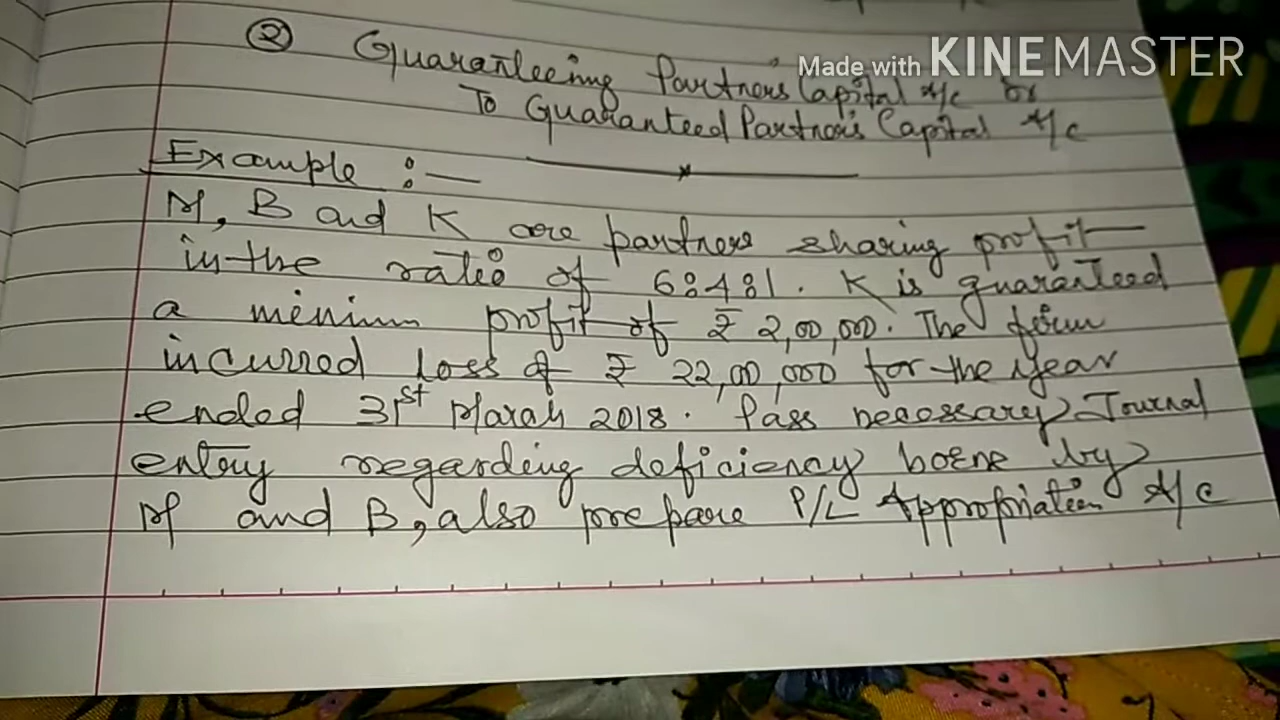 ② Guaranteeing Partner's Capital A/c Dr
Made with KINEMASTER
To Guaranteed Partner's Capital A/c
Example :—
M, B and K are partners sharing profit
in the ratio of 6:4:1. K is guaranteed
a minium profit of ₹ 2,00,000. The firm
incurred loss of ₹ 22,00,000 for the year
ended 31st March 2018. Pass necessary Journal
entry regarding deficiency borne by
M and B, also prepare P/L Appropriation A/c